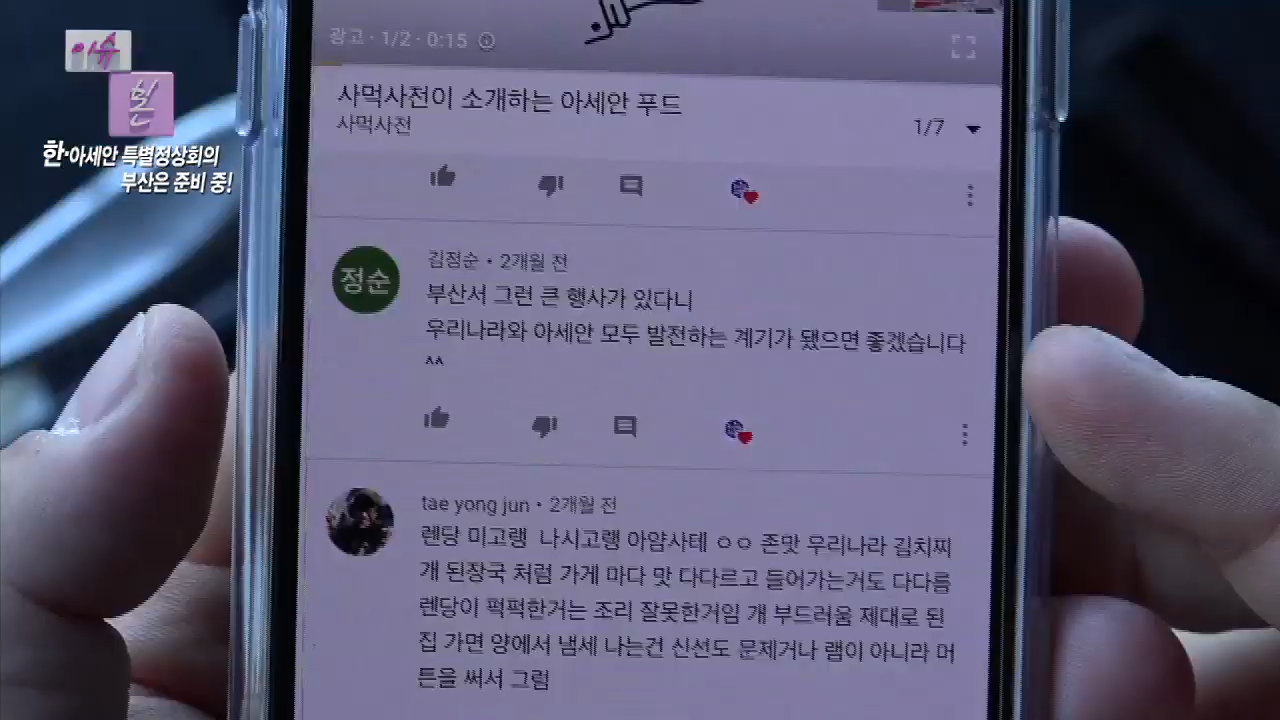 이슈
본
한·아세안 특별정상회의
부산은 준비 중!
광고 · 1/2 · 0:15
사먹사전이 소개하는 아세안 푸드
사먹사전
1/7
정순
김정순 • 2개월 전
부산서 그런 큰 행사가 있다니
우리나라와 아세안 모두 발전하는 계기가 됐으면 좋겠습니다
^^
tae yong jun • 2개월 전
렌당 미고랭 나시고랭 아얌사테 ㅇㅇ 존맛 우리나라 김치찌
개 된장국 처럼 가게 마다 맛 다다르고 들어가는거도 다다름
렌당이 퍽퍽한거는 조리 잘못한거임 개 부드러움 제대로 된
집 가면 양에서 냄세 나는건 신선도 문제거나 램이 아니라 머
튼을 써서 그럼